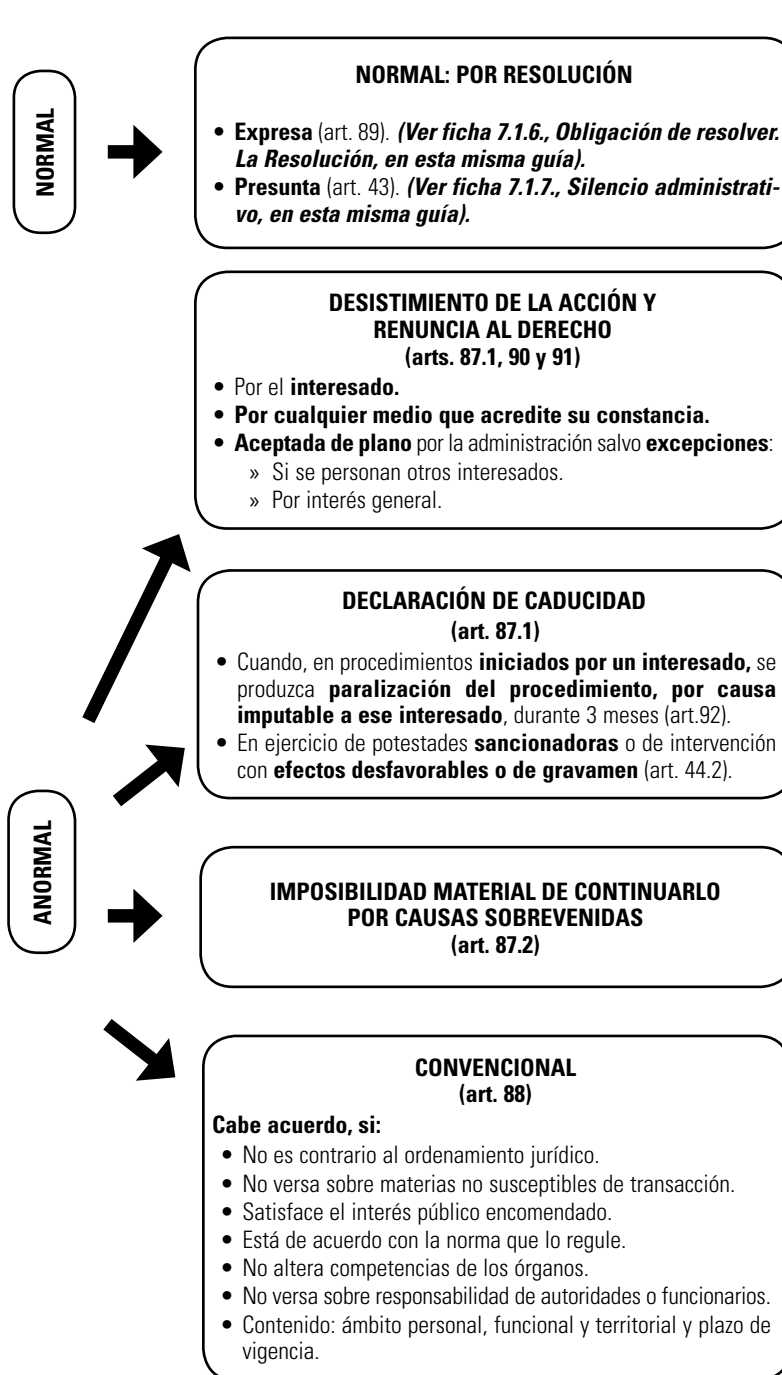 NORMAL
NORMAL: POR RESOLUCIÓN
• Expresa (art. 89). (Ver ficha 7.1.6., Obligación de resolver.
La Resolución, en esta misma guía).
• Presunta (art. 43). (Ver ficha 7.1.7., Silencio administrati-
vo, en esta misma guía).
DESISTIMIENTO DE LA ACCIÓN Y
RENUNCIA AL DERECHO
(arts. 87.1, 90 y 91)
• Por el interesado.
• Por cualquier medio que acredite su constancia.
• Aceptada de plano por la administración salvo excepciones:
» Si se personan otros interesados.
» Por interés general.
DECLARACIÓN DE CADUCIDAD
(art. 87.1)
• Cuando, en procedimientos iniciados por un interesado, se
produzca paralización del procedimiento, por causa
imputable a ese interesado, durante 3 meses (art.92).
• En ejercicio de potestades sancionadoras o de intervención
con efectos desfavorables o de gravamen (art. 44.2).
ANORMAL
IMPOSIBILIDAD MATERIAL DE CONTINUARLO
POR CAUSAS SOBREVENIDAS
(art. 87.2)
CONVENCIONAL
(art. 88)
Cabe acuerdo, si:
• No es contrario al ordenamiento jurídico.
• No versa sobre materias no susceptibles de transacción.
• Satisface el interés público encomendado.
• Está de acuerdo con la norma que lo regule.
• No altera competencias de los órganos.
• No versa sobre responsabilidad de autoridades o funcionarios.
• Contenido: ámbito personal, funcional y territorial y plazo de
vigencia.